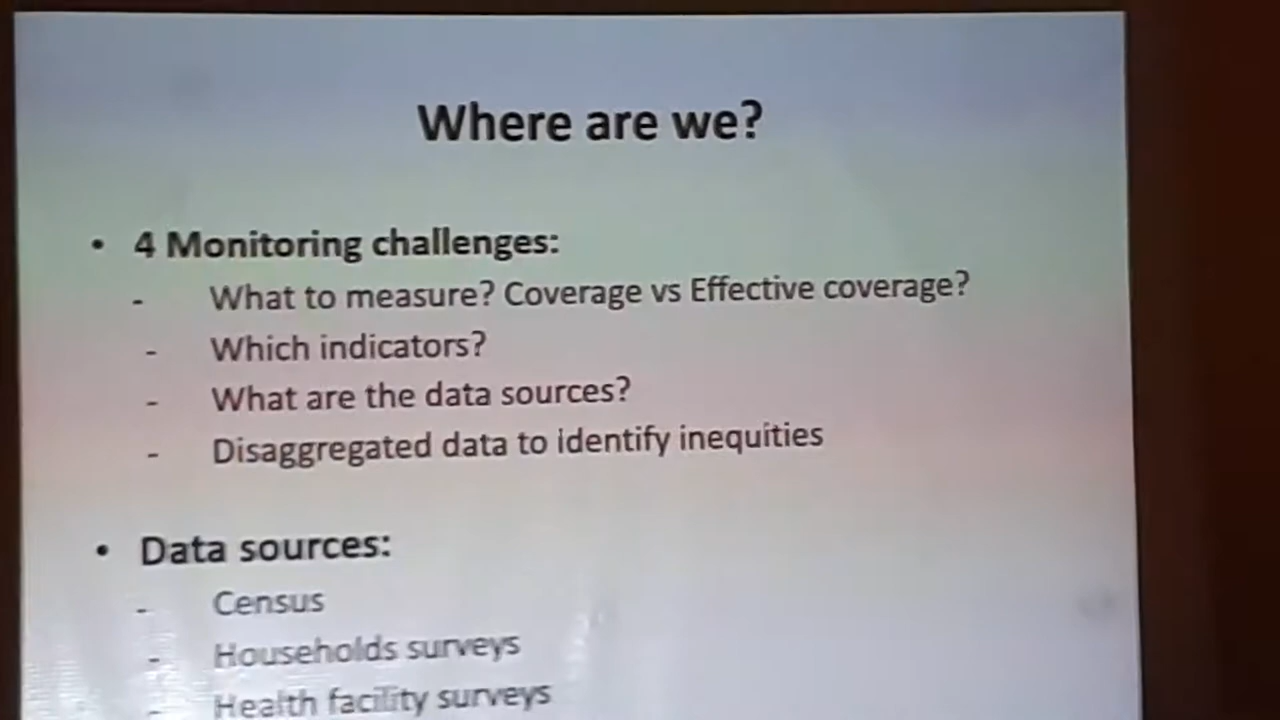 Where are we?
• 4 Monitoring challenges:
- What to measure? Coverage vs Effective coverage?
- Which indicators?
- What are the data sources?
- Disaggregated data to identify inequities
• Data sources:
- Census
- Households surveys
- Health facility surveys